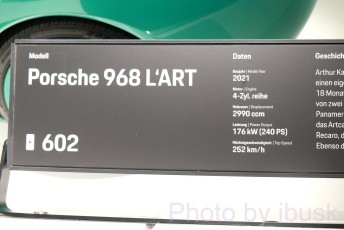 Modell
Porsche 968 L'ART
602
Daten
Baujahr | Model Year
2021
Motor | Engine
4-Zyl. reihe
Hubraum | Displacement
2990 ccm
Leistung | Power Output
176 kW (240 PS)
Höchstgeschwindigkeit | Top Speed
252 km/h
Geschich
Arthur Ka
einen eige
18 Monat
von zwei
Panamer
das Artca
Recaro, d
Ebenso d
Photo by ibusk